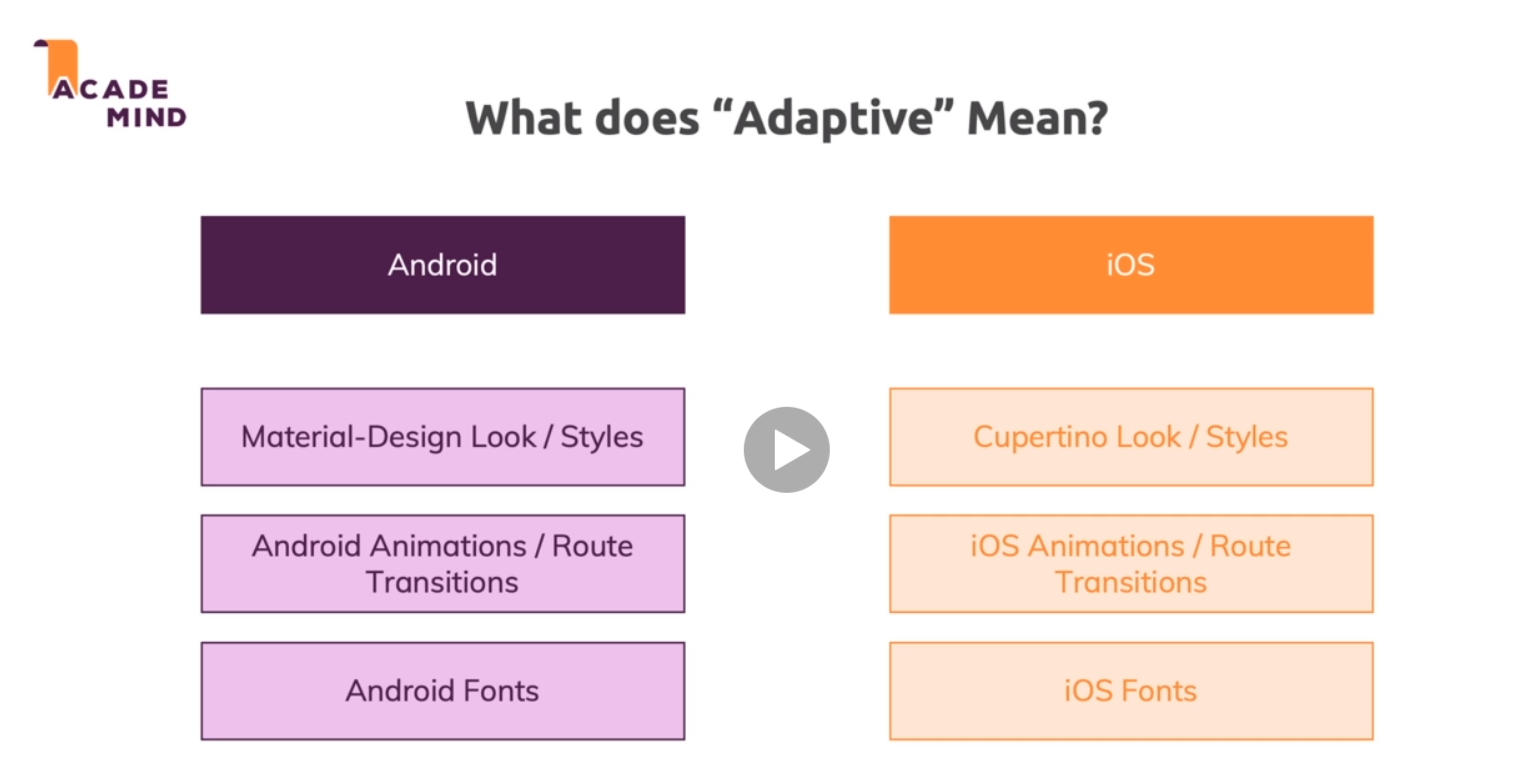 ACADE
MIND
What does “Adaptive” Mean?
Android
iOS
Material-Design Look / Styles
Cupertino Look / Styles
Android Animations / Route
Transitions
iOS Animations / Route
Transitions
Android Fonts
iOS Fonts